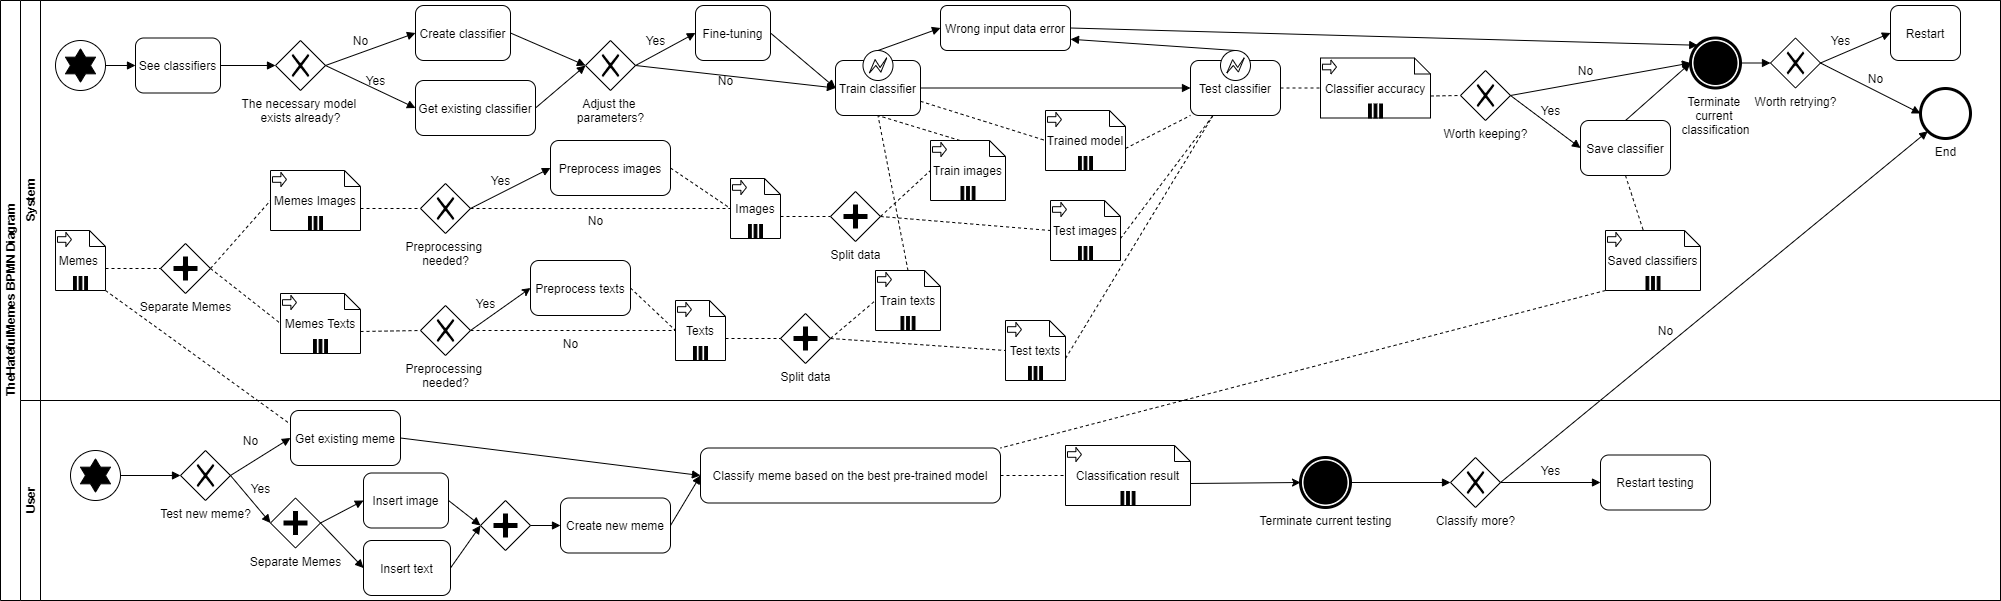 TheHatefulMemes BPMN Diagram
System
See classifiers
The necessary model
exists already?
No
Yes
Create classifier
Get existing classifier
Adjust the
parameters?
Yes
No
Fine-tuning
Train classifier
Wrong input data error
Test classifier
Classifier accuracy
Worth keeping?
No
Yes
Save classifier
Terminate
current
classification
Worth retrying?
Yes
No
Restart
End
Trained model
Train images
Test images
Saved classifiers
Memes
Separate Memes
Memes Images
Preprocessing
needed?
Yes
No
Preprocess images
Images
Split data
Memes Texts
Preprocessing
needed?
Yes
No
Preprocess texts
Texts
Split data
Train texts
Test texts
No
User
Test new meme?
No
Yes
Get existing meme
Separate Memes
Insert image
Insert text
Create new meme
Classify meme based on the best pre-trained model
Classification result
Terminate current testing
Classify more?
Yes
Restart testing